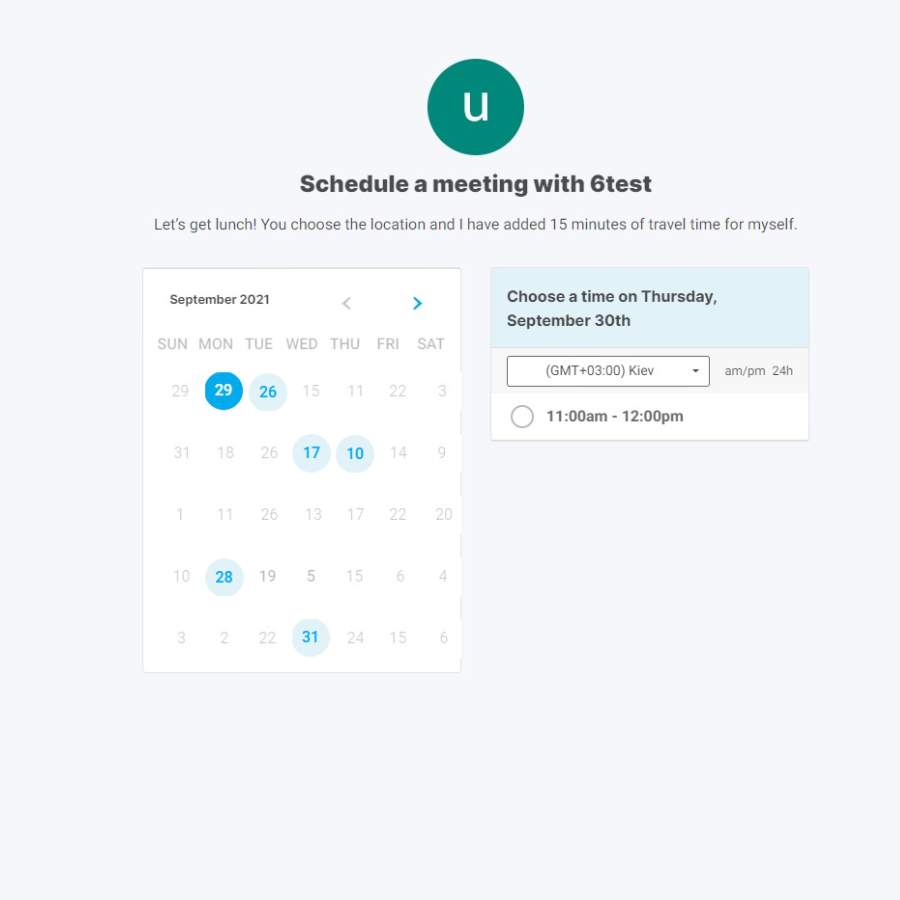 u
Schedule a meeting with 6test
Let's get lunch! You choose the location and I have added 15 minutes of travel time for myself.
September 2021
SUN MON TUE WED THU FRI SAT
29 29 26 15 11 22 3
31 18 26 17 10 14 9
1 11 26 13 17 22 20
10 28 19 5 15 6 4
3 2 22 31 24 15 6
Choose a time on Thursday,
September 30th
(GMT+03:00) Kiev am/pm 24h
11:00am - 12:00pm